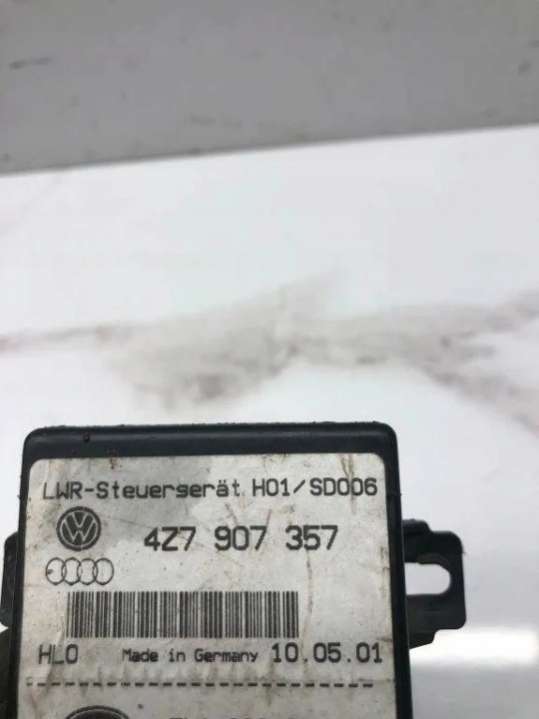 LWR-Steuergerät H01/SD006
4Z7 907 357
HLO Made in Germany 10.05.01